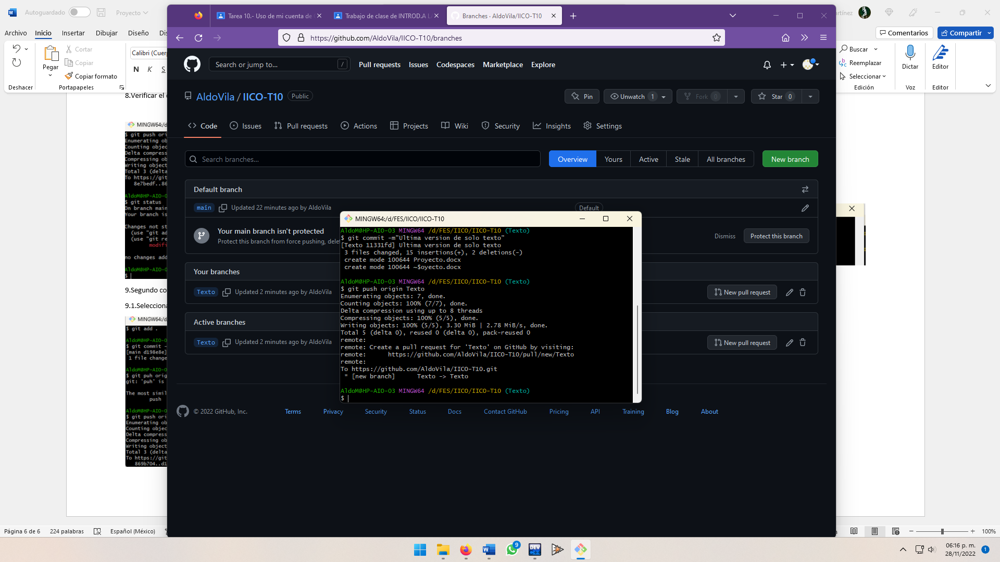 Autoguardado
Proyecto
Archivo Inicio Insertar Dibujar Diseño
Deshacer
Pegar
Cortar
Copiar
Copiar formato
Portapapeles
Calibri (Cuerp
N K S
Comentarios
Compartir
Buscar
Reemplazar
Seleccionar
Edición
Dictar
Voz
Editor
Editor
8.Verificar el
MINGW64:/d
$ git push ori
Enumerating ob
Counting objec
Delta compress
Compressing ob
Writing object
Total 3 (delta
To https://git
8e7bedf..86
AldoM@HP-AIO-0
$ git status
On branch main
Your branch is
Changes not st
(use "git ad
(use "git re
modifi
no changes add
AldoM@HP-AIO-0
$
9.Segundo co
9.1.Selecciona
MINGW64:/d
$ git add .
AldoM@HP-AIO-0
$ git commit -
[main d198e8e]
1 file change
AldoM@HP-AIO-0
$ git puh orig
git: 'puh' is
The most simil
push
AldoM@HP-AIO-0
$ git push ori
Enumerating ob
Counting objec
Delta compress
Compressing ob
Writing object
Total 3 (delta
To https://git
869b704..d1
Tarea 10.- Uso de mi cuenta de
Trabajo de clase de INTROD.A L
Branches · AldoVila/IICO-T10
https://github.com/AldoVila/IICO-T10/branches
Search or jump to... /
Pull requests Issues Codespaces Marketplace Explore
AldoVila / IICO-T10 Public
Pin Unwatch 1 Fork 0 Star 0
Code Issues Pull requests Actions Projects Wiki Security Insights Settings
Search branches...
Overview Yours Active Stale All branches New branch
Default branch
main Updated 22 minutes ago by AldoVila Default
Your main branch isn't protected
Protect this branch from force pushing, dele
Dismiss Protect this branch
Your branches
Texto Updated 2 minutes ago by AldoVila New pull request
Active branches
Texto Updated 2 minutes ago by AldoVila New pull request
© 2022 GitHub, Inc. Terms Privacy Security Status Docs Contact GitHub Pricing API Training Blog About
MINGW64:/d/FES/IICO/IICO-T10
AldoM@HP-AIO-03 MINGW64 /d/FES/IICO/IICO-T10 (Texto)
$ git commit -m"Ultima version de solo texto"
[Texto 11331fd] Ultima version de solo texto
3 files changed, 15 insertions(+), 2 deletions(-)
create mode 100644 Proyecto.docx
create mode 100644 ~$oyecto.docx
AldoM@HP-AIO-03 MINGW64 /d/FES/IICO/IICO-T10 (Texto)
$ git push origin Texto
Enumerating objects: 7, done.
Counting objects: 100% (7/7), done.
Delta compression using up to 8 threads
Compressing objects: 100% (5/5), done.
Writing objects: 100% (5/5), 3.30 MiB | 2.78 MiB/s, done.
Total 5 (delta 0), reused 0 (delta 0), pack-reused 0
remote:
remote: Create a pull request for 'Texto' on GitHub by visiting:
remote: https://github.com/AldoVila/IICO-T10/pull/new/Texto
remote:
To https://github.com/AldoVila/IICO-T10.git
* [new branch] Texto -> Texto
AldoM@HP-AIO-03 MINGW64 /d/FES/IICO/IICO-T10 (Texto)
$
Página 6 de 6 224 palabras Español (México)
100%
9
DEV
06:16 p. m.
28/11/2022
1